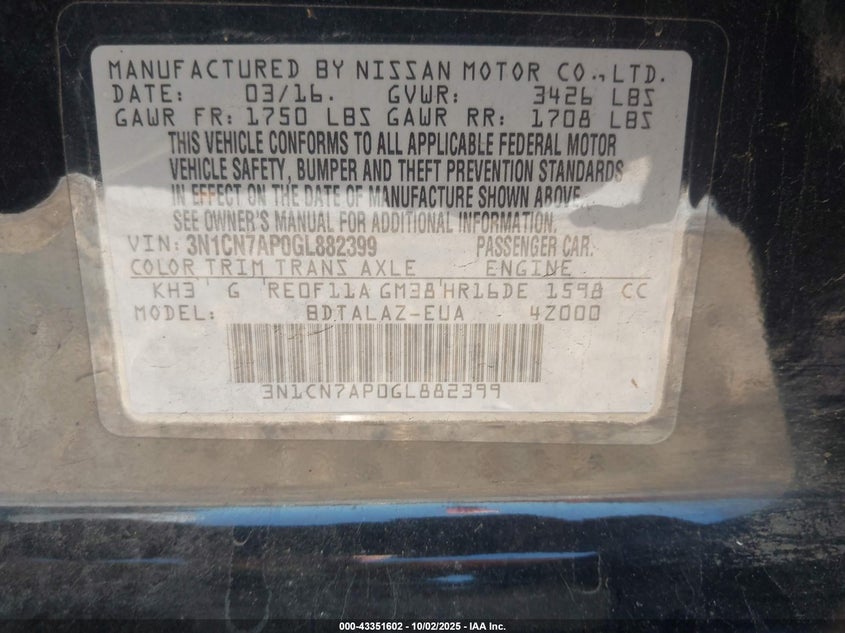 MANUFACTURED BY NISSAN MOTOR CO., LTD.
DATE: 03/16. GVWR: 3426 LBS
GAWR FR: 1750 LBS GAWR RR: 1708 LBS
THIS VEHICLE CONFORMS TO ALL APPLICABLE FEDERAL MOTOR
VEHICLE SAFETY, BUMPER AND THEFT PREVENTION STANDARDS
IN EFFECT ON THE DATE OF MANUFACTURE SHOWN ABOVE.
SEE OWNER'S MANUAL FOR ADDITIONAL INFORMATION.
VIN: 3N1CN7AP0GL882399 PASSENGER CAR.
COLOR TRIM TRANS AXLE ENGINE
KH3 G RE0F11A GM38 HR16DE 1598 CC
MODEL: BDTALAZ-EUA 4Z000
3N1CN7AP0GL882399
000-43351602 | 10/02/2025 | IAA Inc.